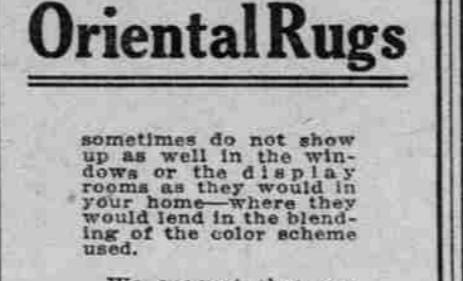 Oriental Rugs
sometimes do not show
up as well in the win-
dows or the display
rooms as they would in
your home—where they
would lend in the blend-
ing of the color scheme
used.